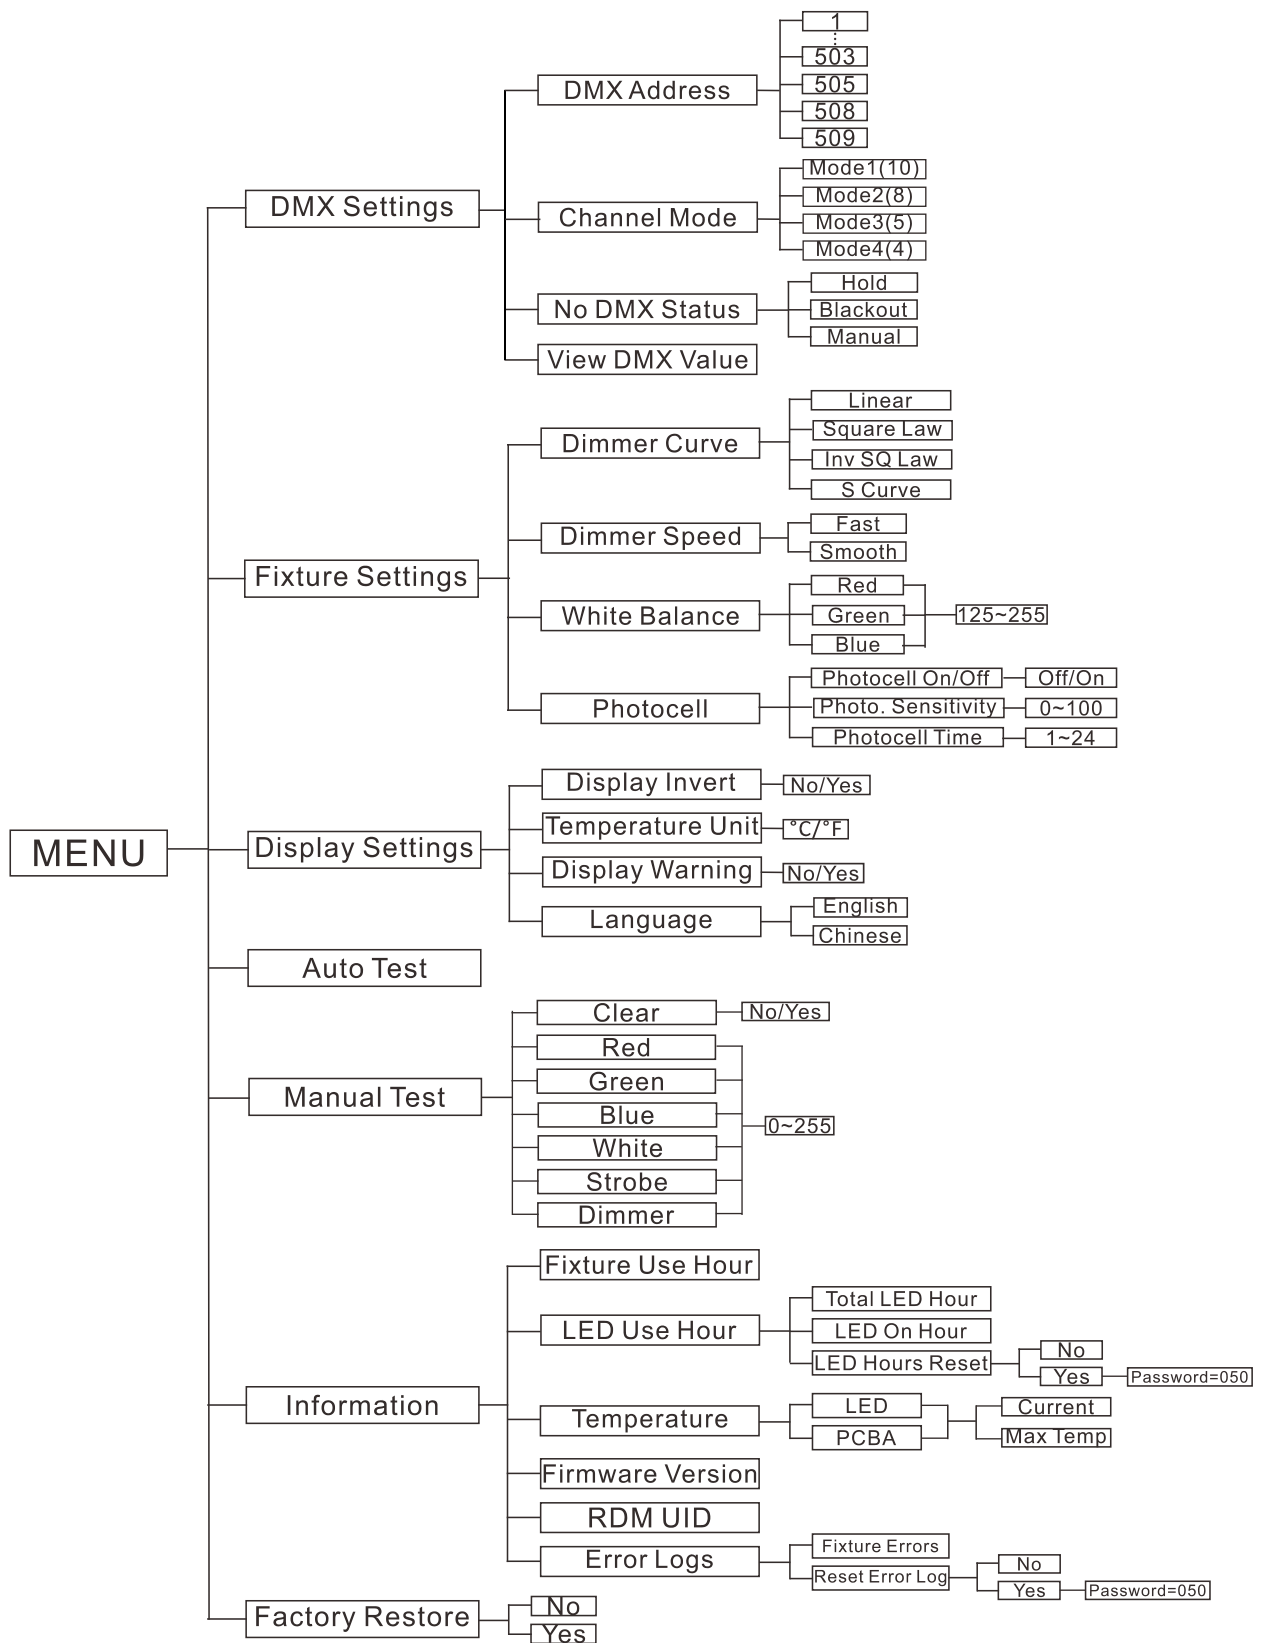 MENU
DMX Settings
DMX Address
1
503
505
508
509
Channel Mode
Mode1(10)
Mode2(8)
Mode3(5)
Mode4(4)
No DMX Status
Hold
Blackout
Manual
View DMX Value
Fixture Settings
Dimmer Curve
Linear
Square Law
Inv SQ Law
S Curve
Dimmer Speed
Fast
Smooth
White Balance
Red
Green
Blue
125~255
Photocell
Photocell On/Off
Off/On
Photo. Sensitivity
0~100
Photocell Time
1~24
Display Settings
Display Invert
No/Yes
Temperature Unit
°C/°F
Display Warning
No/Yes
Language
English
Chinese
Auto Test
Manual Test
Clear
No/Yes
Red
Green
Blue
White
Strobe
Dimmer
0~255
Information
Fixture Use Hour
LED Use Hour
Total LED Hour
LED On Hour
LED Hours Reset
No
Yes
Password=050
Temperature
LED
PCBA
Current
Max Temp
Firmware Version
RDM UID
Error Logs
Fixture Errors
Reset Error Log
No
Yes
Password=050
Factory Restore
No
Yes